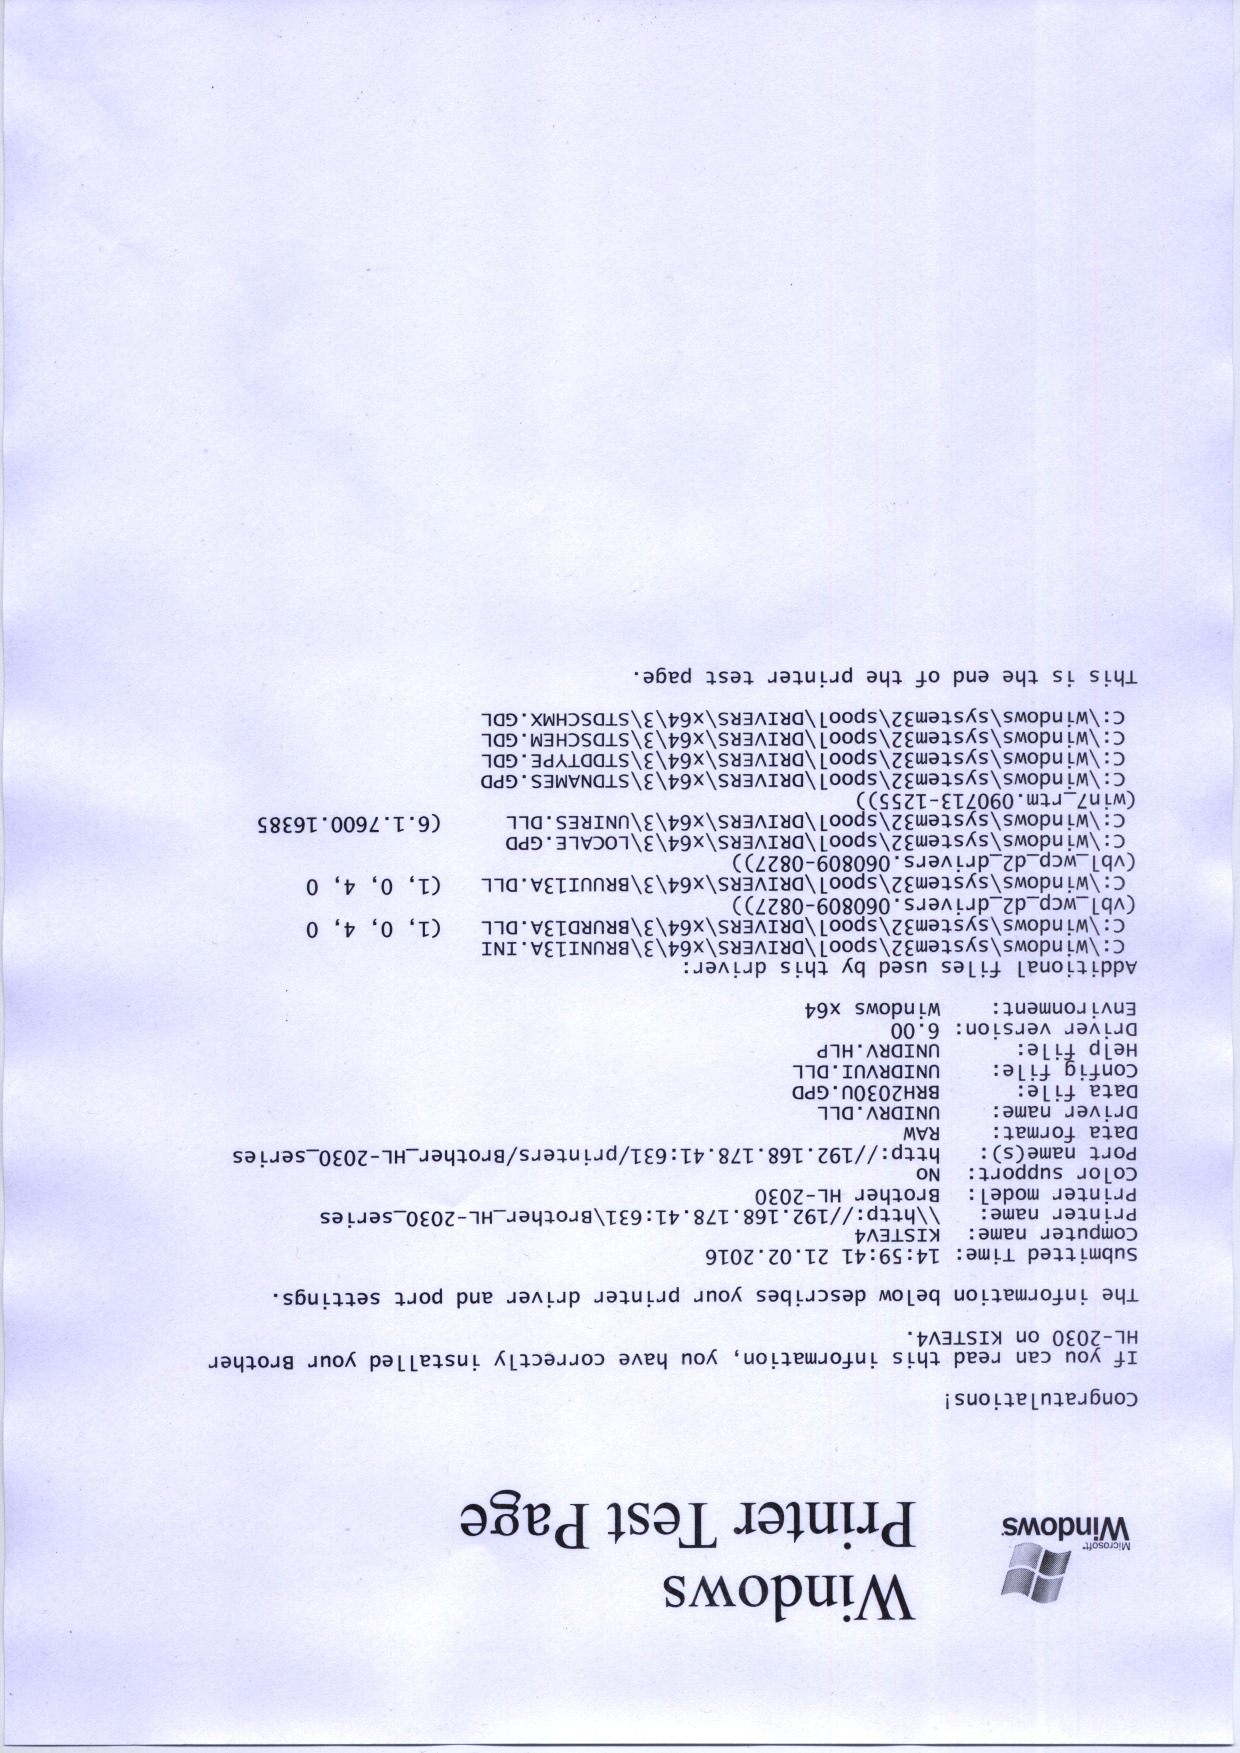 Microsoft®
Windows®
Windows
Printer Test Page
Congratulations!
If you can read this information, you have correctly installed your Brother
HL-2030 on KISTEV4.
The information below describes your printer driver and port settings.
Submitted Time: 14:59:41 21.02.2016
Computer name: KISTEV4
Printer name: \\http://192.168.178.41:631\Brother_HL-2030_series
Printer model: Brother HL-2030
Color support: No
Port name(s): http://192.168.178.41:631/printers/Brother_HL-2030_series
Data format: RAW
Driver name: UNIDRV.DLL
Data file: BRH2030U.GPD
Config file: UNIDRVUI.DLL
Help file: UNIDRV.HLP
Driver version: 6.00
Environment: Windows x64
Additional files used by this driver:
C:\Windows\system32\spool\DRIVERS\x64\3\BRUNI13A.INI
C:\Windows\system32\spool\DRIVERS\x64\3\BRURD13A.DLL (1, 0, 4, 0
(vbl_wcp_d2_drivers.060809-0827))
C:\Windows\system32\spool\DRIVERS\x64\3\BRUUI13A.DLL (1, 0, 4, 0
(vbl_wcp_d2_drivers.060809-0827))
C:\Windows\system32\spool\DRIVERS\x64\3\LOCALE.GPD
C:\Windows\system32\spool\DRIVERS\x64\3\UNIRES.DLL (6.1.7600.16385
(win7_rtm.090713-1255))
C:\Windows\system32\spool\DRIVERS\x64\3\STDNAMES.GPD
C:\Windows\system32\spool\DRIVERS\x64\3\STDDTYPE.GDL
C:\Windows\system32\spool\DRIVERS\x64\3\STDSCHEM.GDL
C:\Windows\system32\spool\DRIVERS\x64\3\STDSCHMX.GDL
This is the end of the printer test page.